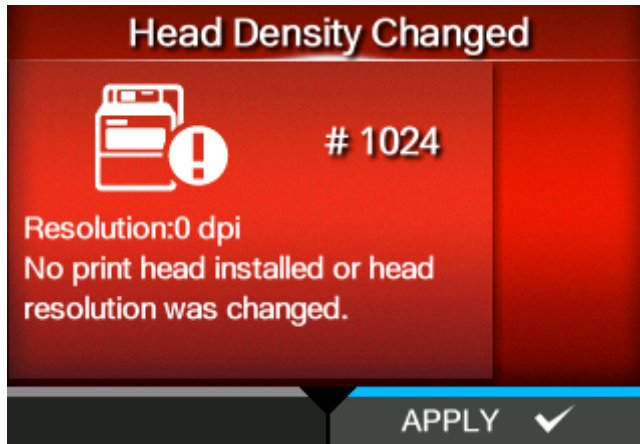 Head Density Changed
# 1024
Resolution:0 dpi
No print head installed or head
resolution was changed.
APPLY